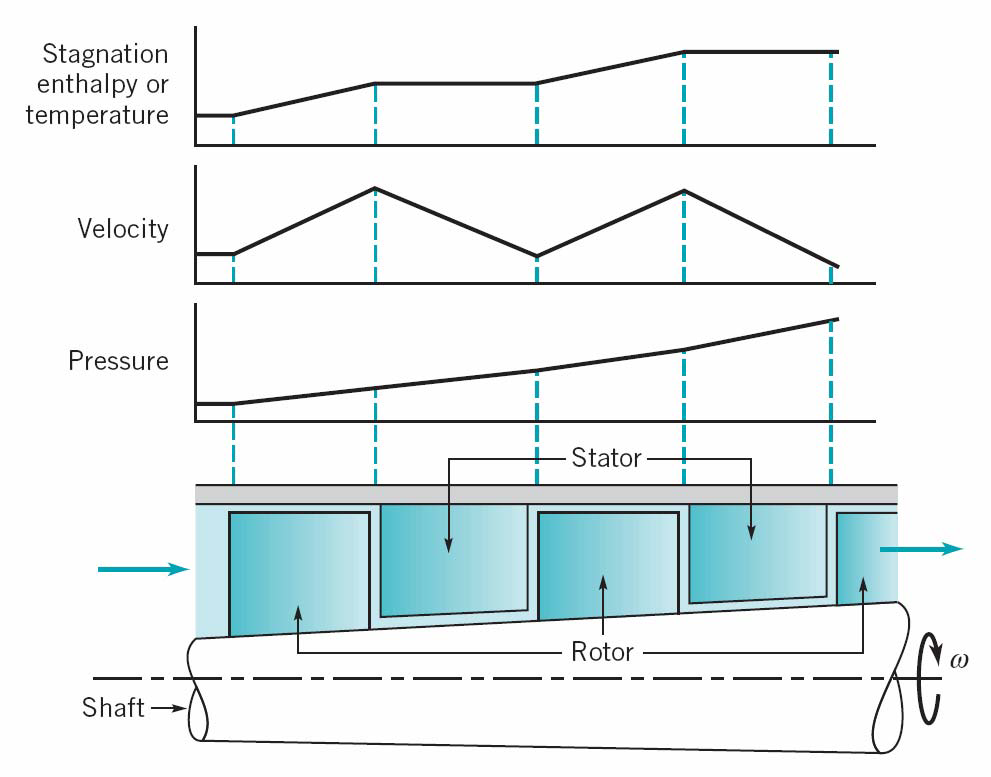 Stagnation
enthalpy or
temperature
Velocity
Pressure
Stator
Rotor
ω
Shaft